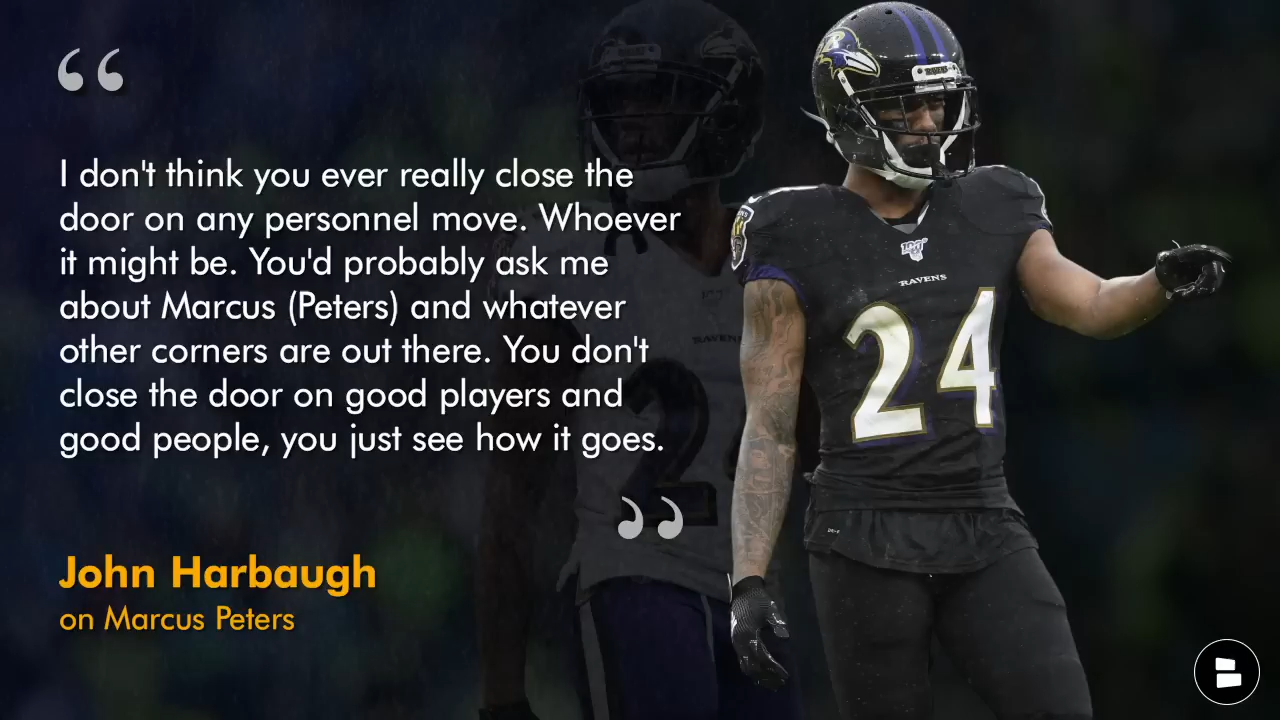 “
I don't think you ever really close the
door on any personnel move. Whoever
it might be. You'd probably ask me
about Marcus (Peters) and whatever
other corners are out there. You don't
close the door on good players and
good people, you just see how it goes.
”
John Harbaugh
on Marcus Peters
RAVENS
24